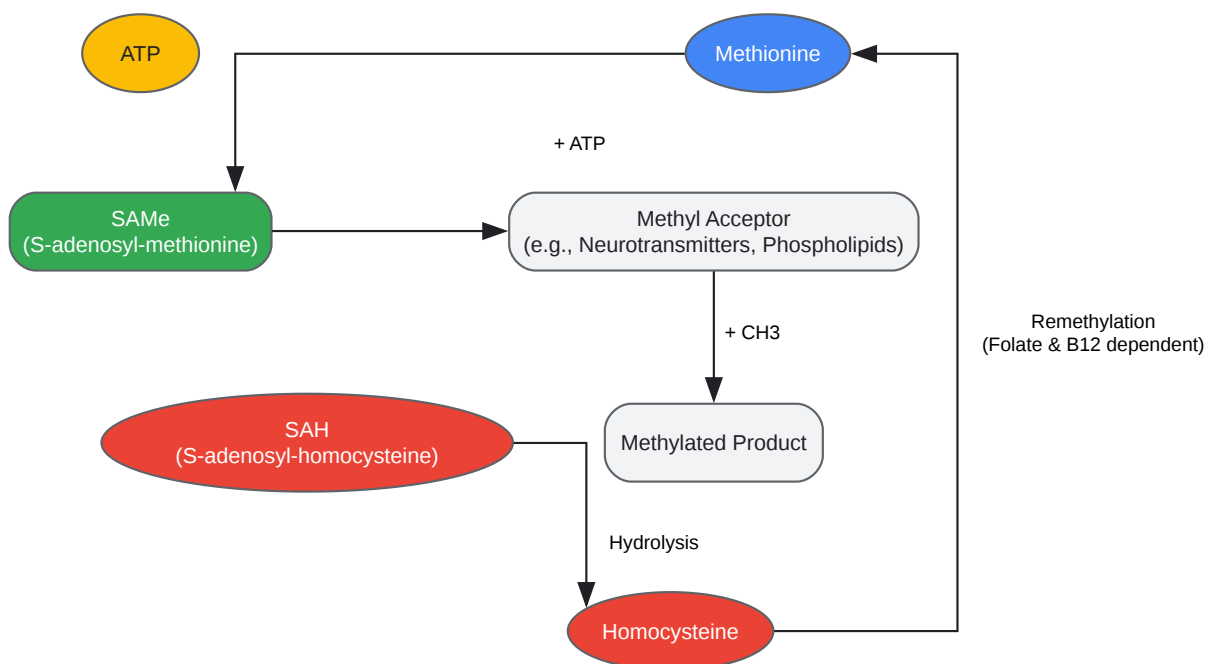 ATP
Methionine
+ ATP
SAMe
(S-adenosyl-methionine)
Methyl Acceptor
(e.g., Neurotransmitters, Phospholipids)
+ CH3
Remethylation
(Folate & B12 dependent)
SAH
(S-adenosyl-homocysteine)
Methylated Product
Hydrolysis
Homocysteine